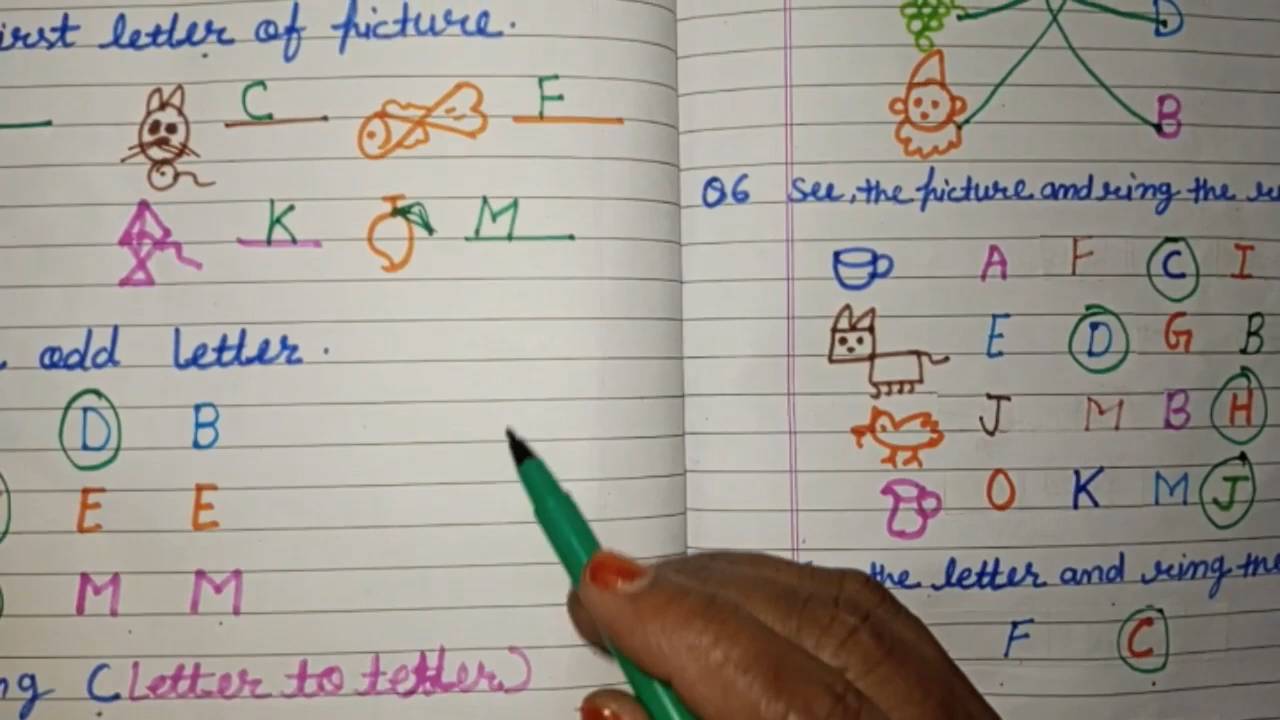 irst letter of picture.
C F
K M
odd letter.
D B
E E
M M
ng (letter to letter)
D
B
Q6 See, the picture and ring the
A F C I
E D G B
J M B H
O K M J
the letter and ring the
F C